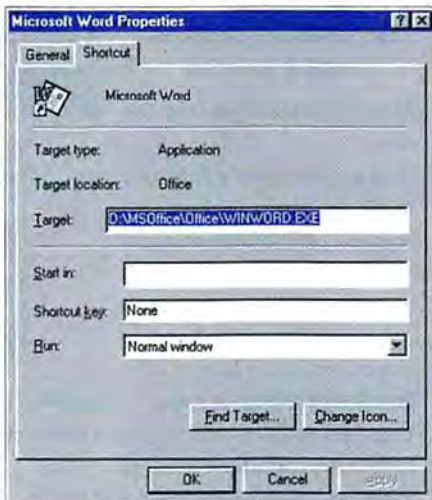 Microsoft Word Properties
General Shortcut
Microsoft Word
Target type: Application
Target location: Office
Target: D:\MSOffice\Office\WINWORD.EXE
Start in:
Shortcut key: None
Run: Normal window
Find Target... Change Icon...
OK Cancel Apply